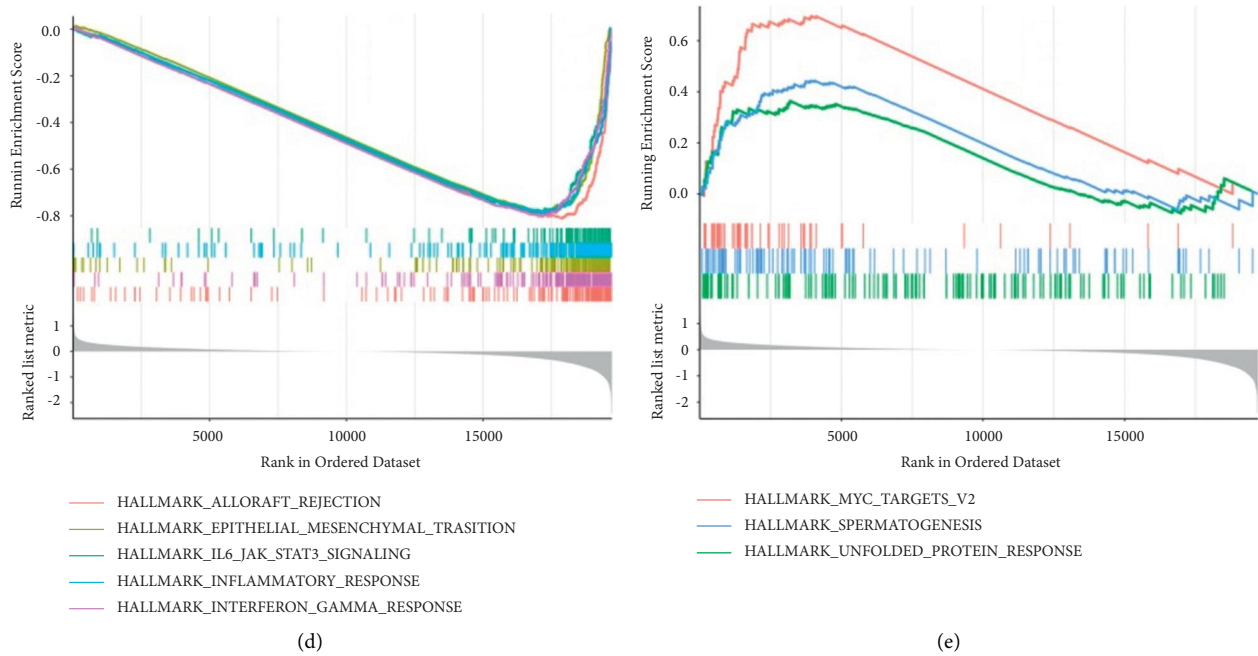 0.0
-0.2
-0.4
-0.6
-0.8
Runnin Enrichment Score
1
0
-1
-2
Ranked list metric
5000 10000 15000
Rank in Ordered Dataset
HALLMARK_ALLORAFT_REJECTION
HALLMARK_EPITHELIAL_MESENCHYMAL_TRASITION
HALLMARK_IL6_JAK_STAT3_SIGNALING
HALLMARK_INFLAMMATORY_RESPONSE
HALLMARK_INTERFERON_GAMMA_RESPONSE
(d)
0.6
0.4
0.2
0.0
Running Enrichment Score
1
0
-1
-2
Ranked list metric
5000 10000 15000
Rank in Ordered Dataset
HALLMARK_MYC_TARGETS_V2
HALLMARK_SPERMATOGENESIS
HALLMARK_UNFOLDED_PROTEIN_RESPONSE
(e)